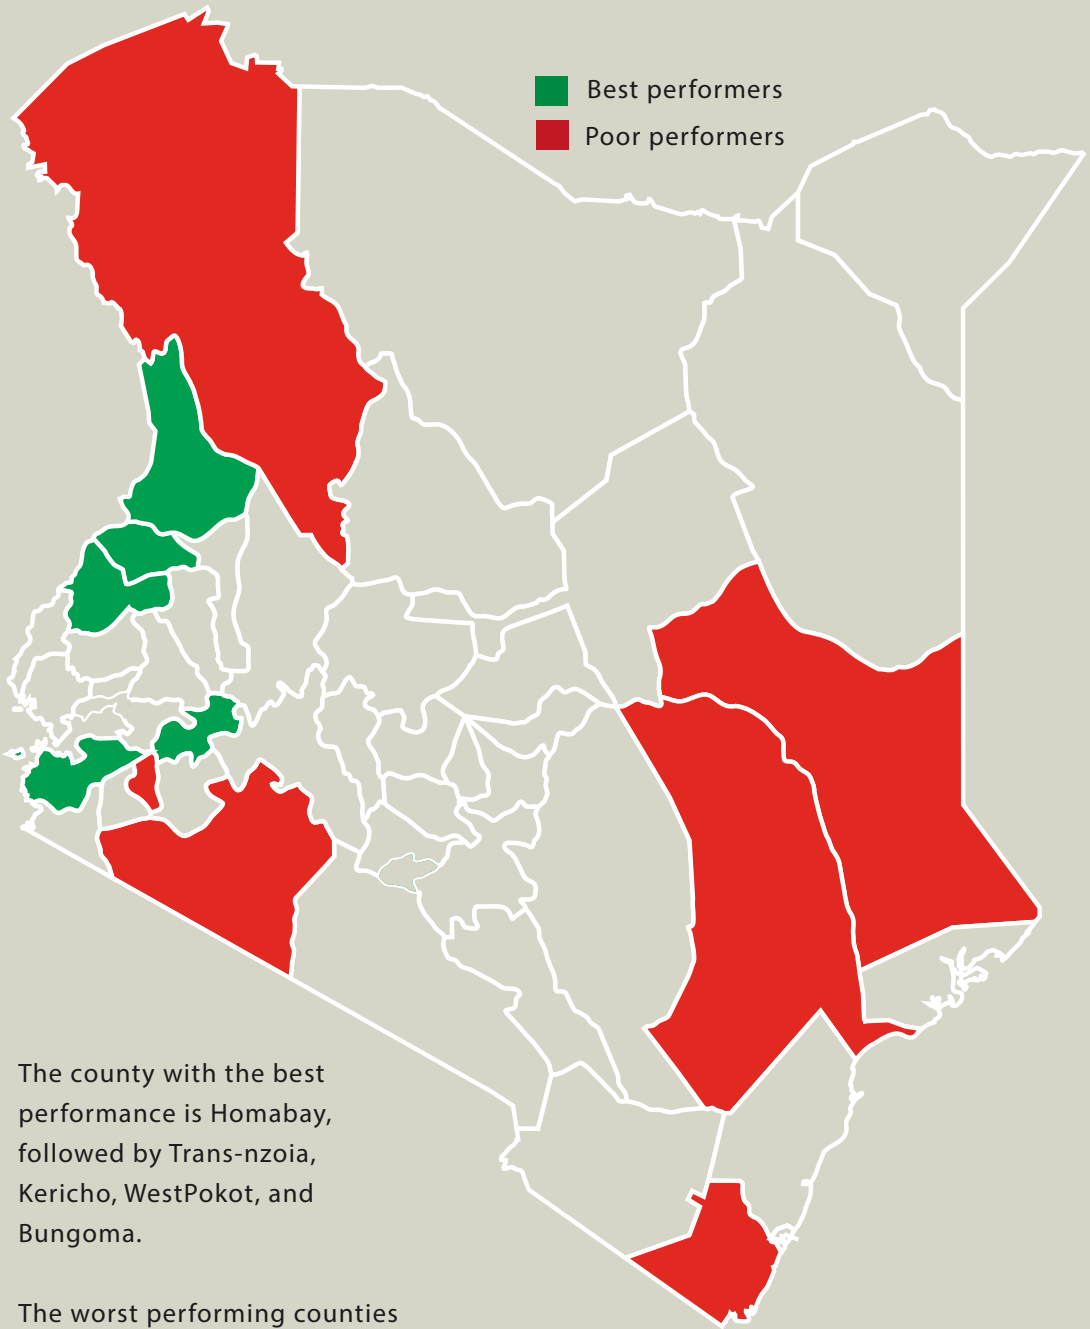 Best performers
Poor performers
The county with the best
performance is Homabay,
followed by Trans-nzoia,
Kericho, WestPokot, and
Bungoma.
The worst performing counties